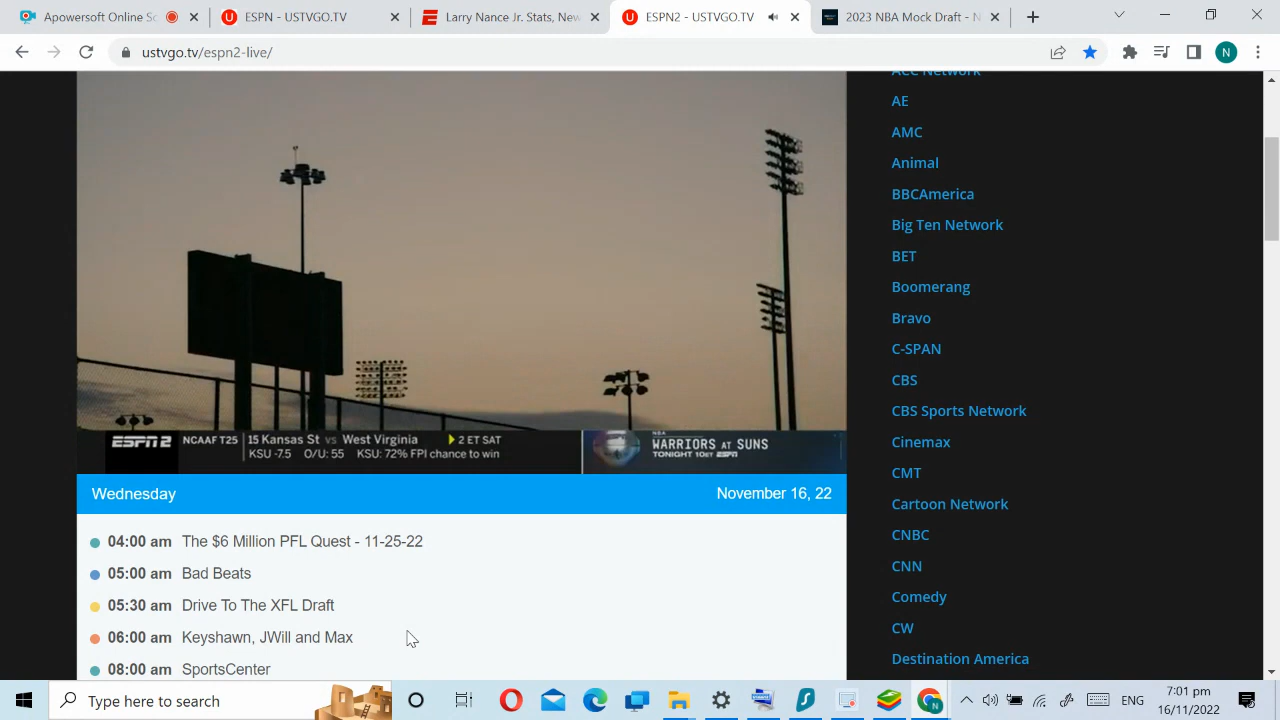 Apowersoft Online S
ESPN - USTVGO.TV
Larry Nance Jr. Stats
ESPN2 - USTVGO.TV
2023 NBA Mock Draft - N
ustvgo.tv/espn2-live/
N
ESPN 2
NCAAF T25
15 Kansas St vs West Virginia
2 ET SAT
KSU -7.5 O/U: 55 KSU: 72% FPI chance to win
NBA
WARRIORS AT SUNS
TONIGHT 10ET ESPN
Wednesday
November 16, 22
04:00 am The $6 Million PFL Quest - 11-25-22
05:00 am Bad Beats
05:30 am Drive To The XFL Draft
06:00 am Keyshawn, JWill and Max
08:00 am SportsCenter
ACC Network
AE
AMC
Animal
BBCAmerica
Big Ten Network
BET
Boomerang
Bravo
C-SPAN
CBS
CBS Sports Network
Cinemax
CMT
Cartoon Network
CNBC
CNN
Comedy
CW
Destination America
Type here to search
ENG
7:01 pm
16/11/2022